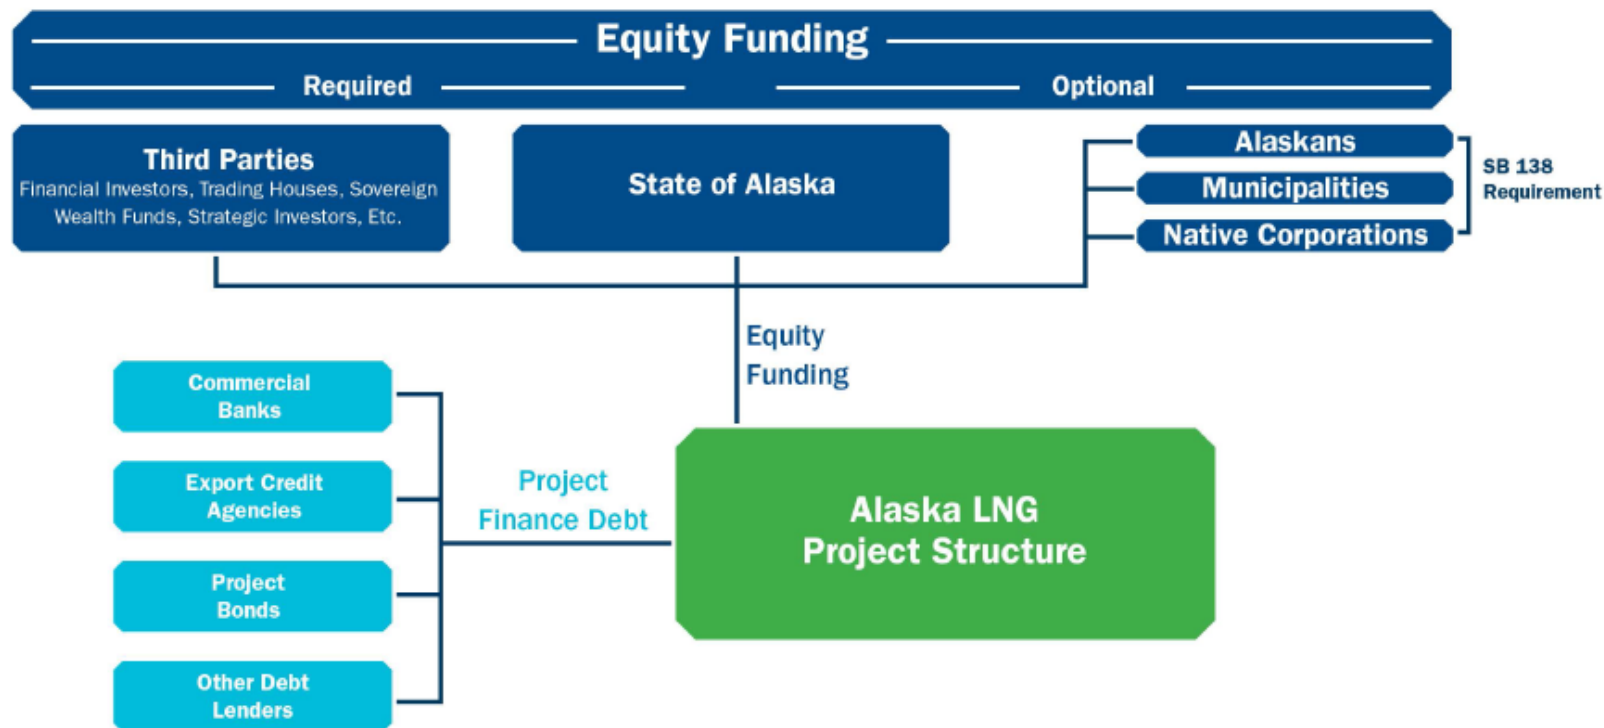 Equity Funding
Required
Optional
Third Parties
Financial Investors, Trading Houses, Sovereign
Wealth Funds, Strategic Investors, Etc.
State of Alaska
Alaskans
Municipalities
Native Corporations
SB 138
Requirement
Equity
Funding
Commercial
Banks
Export Credit
Agencies
Project
Bonds
Other Debt
Lenders
Project
Finance Debt
Alaska LNG
Project Structure